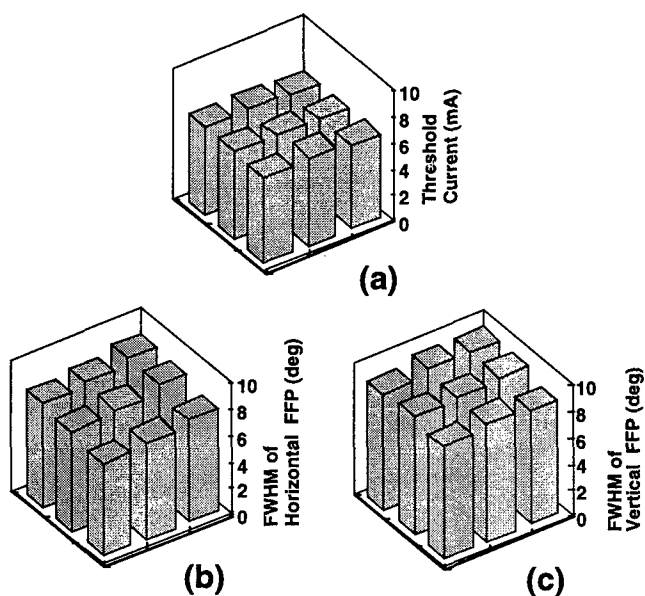 10
8
6
4
2
0
Threshold
Current (mA)
(a)
10
8
6
4
2
0
FWHM of
Horizontal FFP (deg)
(b)
10
8
6
4
2
0
FWHM of
Vertical FFP (deg)
(c)